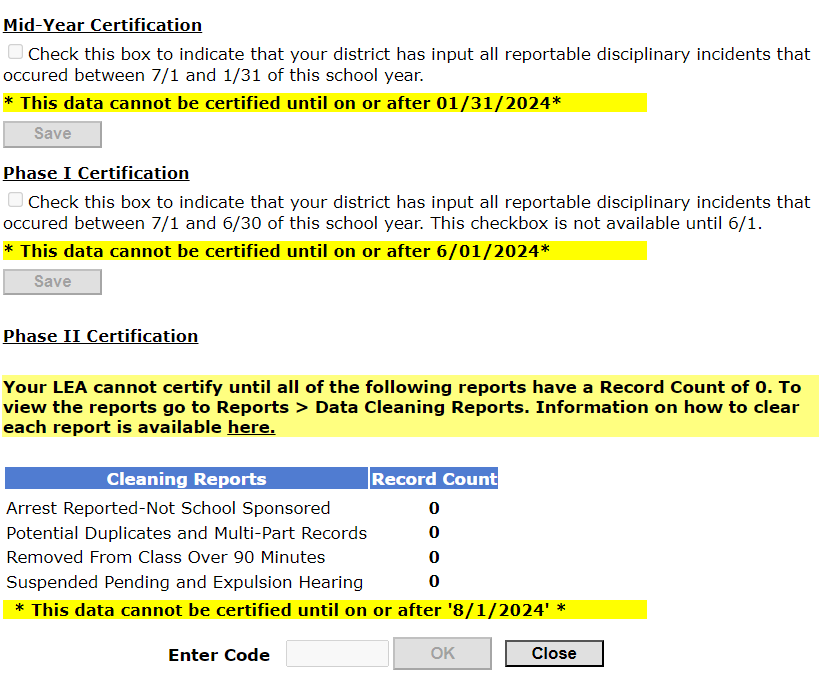 Mid-Year Certification
Check this box to indicate that your district has input all reportable disciplinary incidents that
occured between 7/1 and 1/31 of this school year.
* This data cannot be certified until on or after 01/31/2024*
Save
Phase I Certification
Check this box to indicate that your district has input all reportable disciplinary incidents that
occured between 7/1 and 6/30 of this school year. This checkbox is not available until 6/1.
* This data cannot be certified until on or after 6/01/2024*
Save
Phase II Certification
Your LEA cannot certify until all of the following reports have a Record Count of 0. To
view the reports go to Reports > Data Cleaning Reports. Information on how to clear
each report is available here.
Cleaning Reports Record Count
Arrest Reported-Not School Sponsored 0
Potential Duplicates and Multi-Part Records 0
Removed From Class Over 90 Minutes 0
Suspended Pending and Expulsion Hearing 0
* This data cannot be certified until on or after '8/1/2024' *
Enter Code OK Close